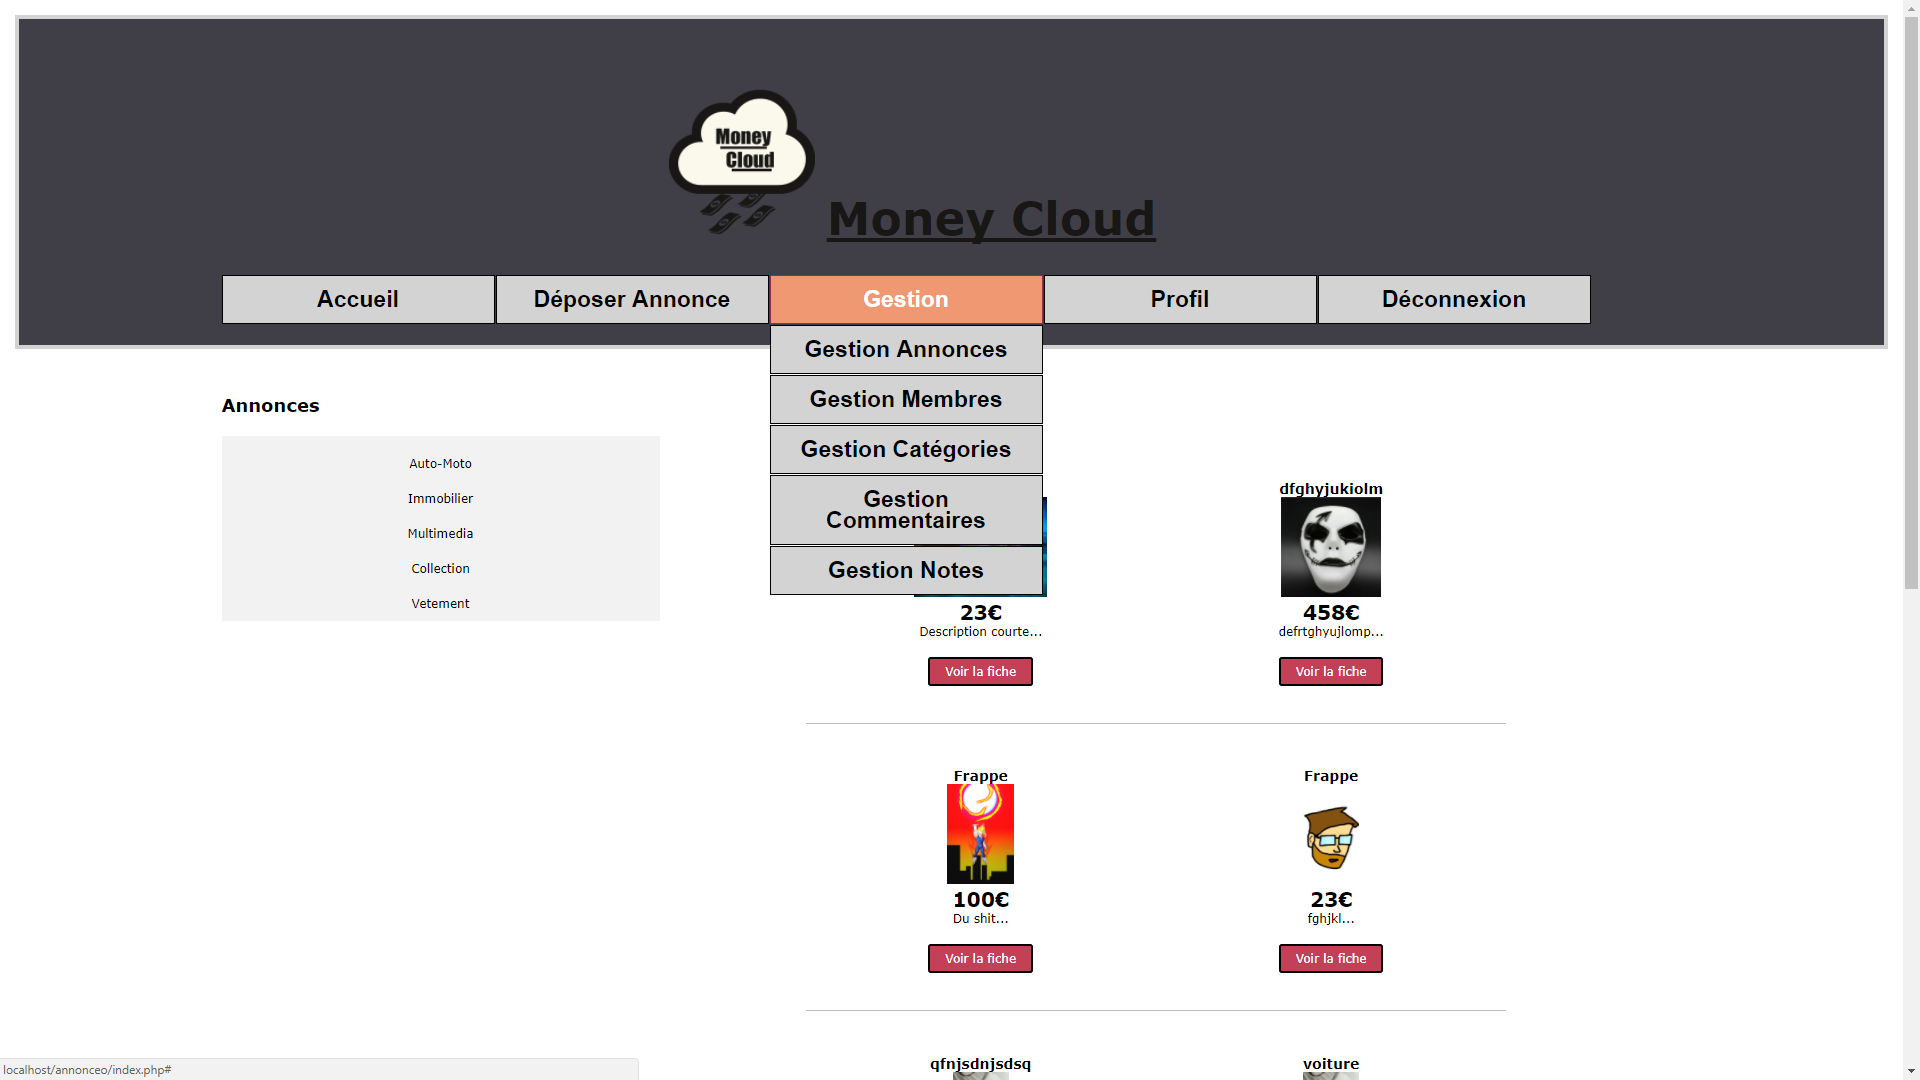 Money
Cloud
Money Cloud
Accueil
Déposer Annonce
Gestion
Profil
Déconnexion
Gestion Annonces
Gestion Membres
Gestion Catégories
Gestion
Commentaires
Gestion Notes
Annonces
Auto-Moto
Immobilier
Multimedia
Collection
Vetement
dfghyjukiolm
23€
Description courte...
Voir la fiche
458€
defrtghyujlomp...
Voir la fiche
Frappe
100€
Du shit...
Voir la fiche
Frappe
23€
fghjkl...
Voir la fiche
qfnjsdnjsdsq
voiture
localhost/annonceo/index.php#